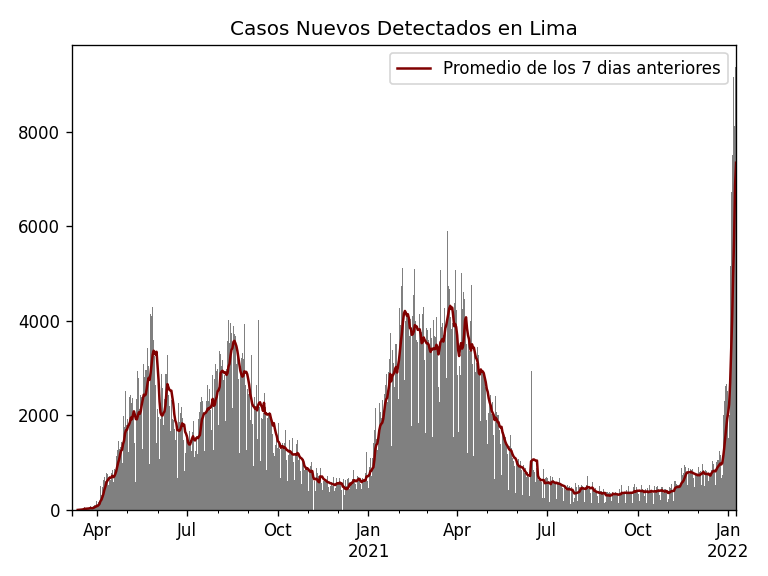 Casos Nuevos Detectados en Lima
Promedio de los 7 dias anteriores
8000
6000
4000
2000
0
Apr Jul Oct Jan Apr Jul Oct Jan
2021 2022